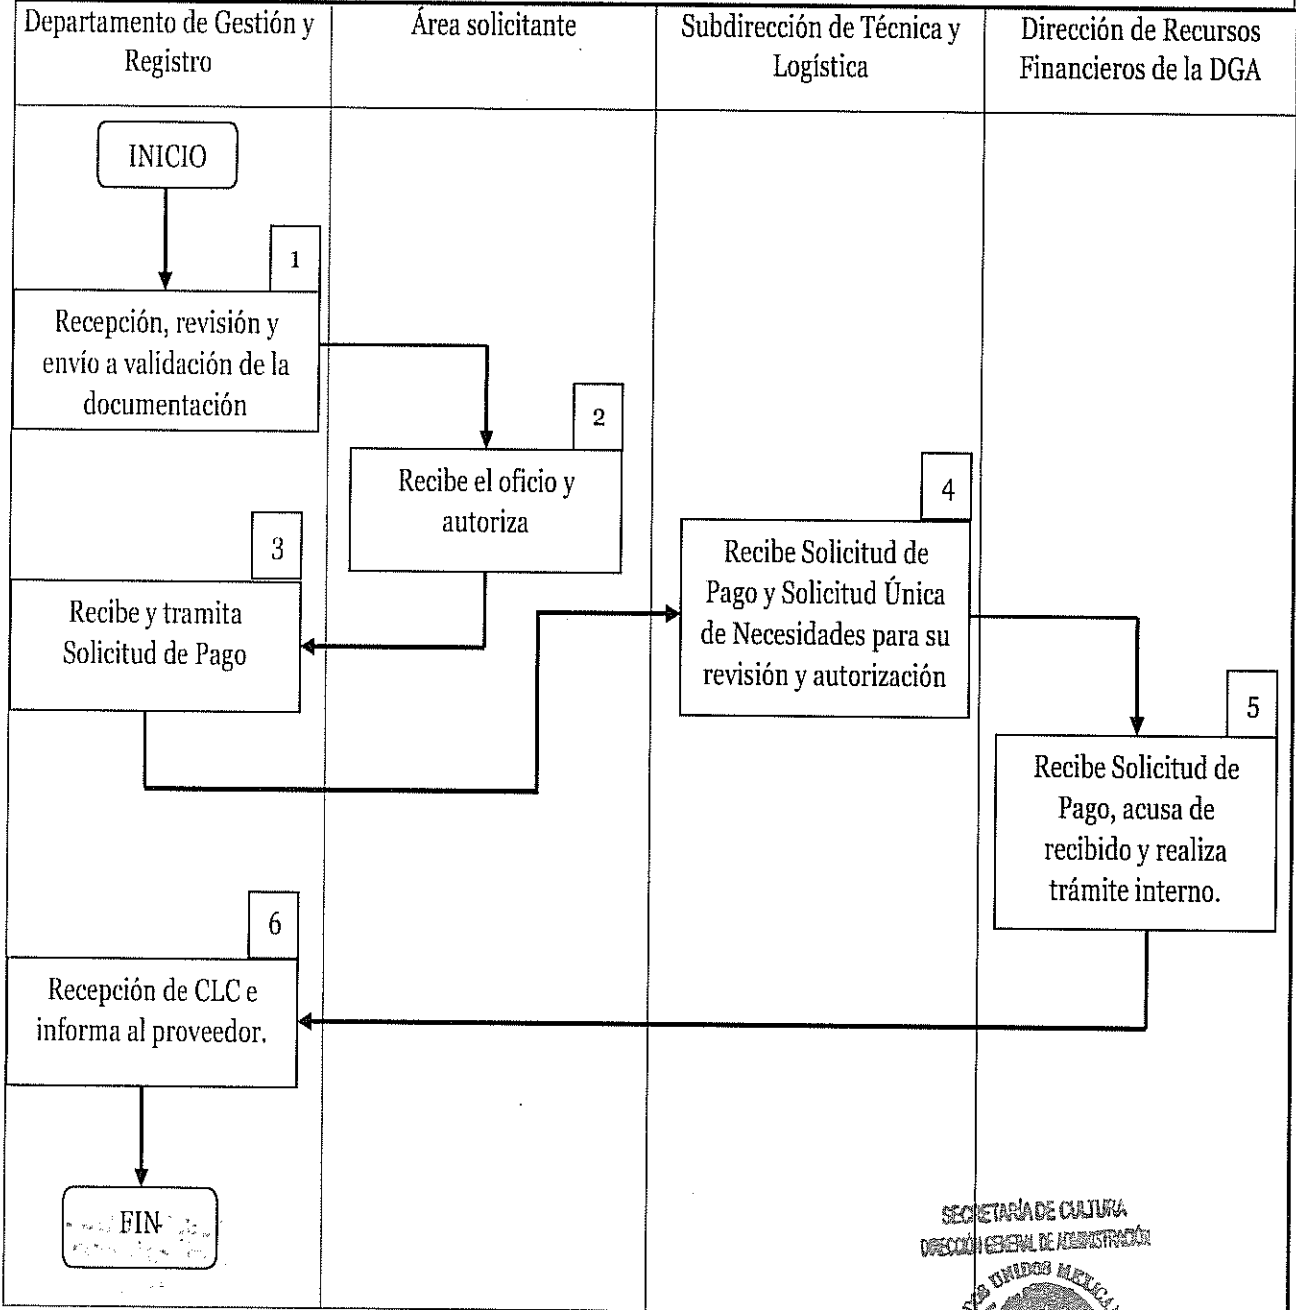 Departamento de Gestión y
Registro
Área solicitante
Subdirección de Técnica y
Logística
Dirección de Recursos
Financieros de la DGA
INICIO
1
Recepción, revisión y
envío a validación de la
documentación
2
Recibe el oficio y
autoriza
3
Recibe y tramita
Solicitud de Pago
4
Recibe Solicitud de
Pago y Solicitud Única
de Necesidades para su
revisión y autorización
5
Recibe Solicitud de
Pago, acusa de
recibido y realiza
trámite interno.
6
Recepción de CLC e
informa al proveedor.
FIN
SECRETARÍA DE CULTURA
DIRECCIÓN GENERAL DE ADMINISTRACIÓN
UNIDOS